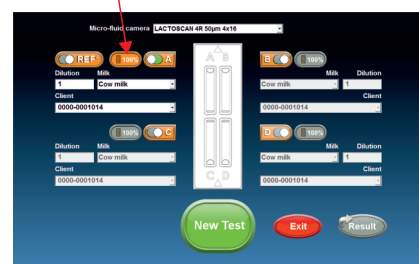 Micro-fluid camera LACTOSCAN 4R 50µm 4x16
REF 100% A
A B
B 100%
Dilution Milk
Milk Dilution
1 Cow milk
Cow milk 1
Client
Client
0000-0001014
0000-0001014
100% C
D 100%
Dilution Milk
Milk Dilution
1 Cow milk
Cow milk 1
Client
Client
0000-0001014
0000-0001014
C D
New Test
Exit
Result